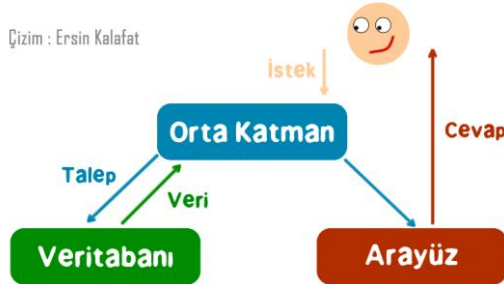 Çizim : Ersin Kalafat
İstek
Orta Katman
Cevap
Talep
Veri
Veritabanı
Arayüz